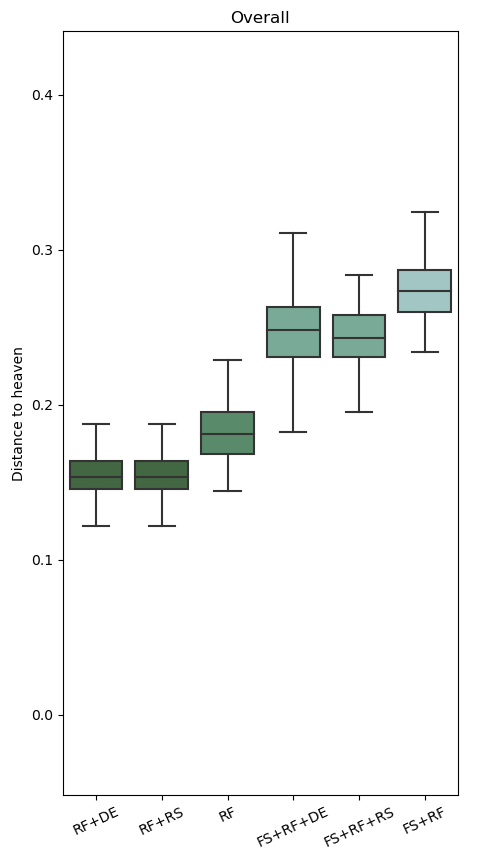 Overall
0.4
0.3
0.2
0.1
0.0
Distance to heaven
RF+DE
RF+RS
RF
FS+RF+DE
FS+RF+RS
FS+RF